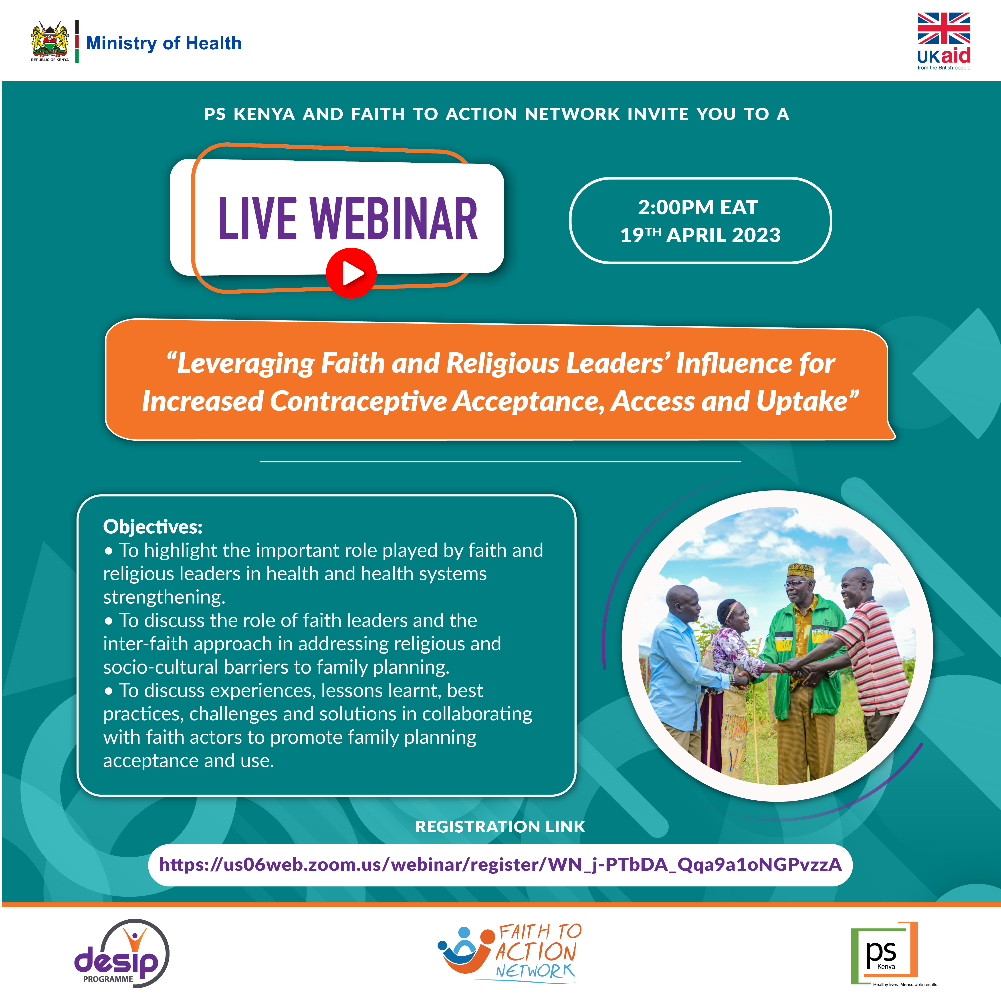 Ministry of Health
REPUBLIC OF KENYA
UKaid
from the British people
PS KENYA AND FAITH TO ACTION NETWORK INVITE YOU TO A
LIVE WEBINAR
2:00PM EAT
19TH APRIL 2023
“Leveraging Faith and Religious Leaders’ Influence for
Increased Contraceptive Acceptance, Access and Uptake”
Objectives:
• To highlight the important role played by faith and
religious leaders in health and health systems
strengthening.
• To discuss the role of faith leaders and the
inter-faith approach in addressing religious and
socio-cultural barriers to family planning.
• To discuss experiences, lessons learnt, best
practices, challenges and solutions in collaborating
with faith actors to promote family planning
acceptance and use.
REGISTRATION LINK
https://us06web.zoom.us/webinar/register/WN_j-PTbDA_Qqa9a1oNGPvzzA
desip
PROGRAMME
FAITH TO
ACTION
NETWORK
ps
Kenya